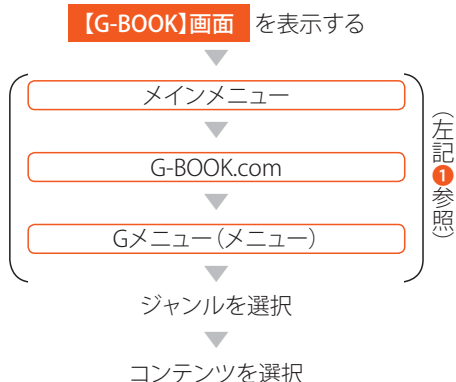 【G-BOOK】画面 を表示する
メインメニュー
G-BOOK.com
Gメニュー（メニュー）
（左記❶参照）
ジャンルを選択
コンテンツを選択